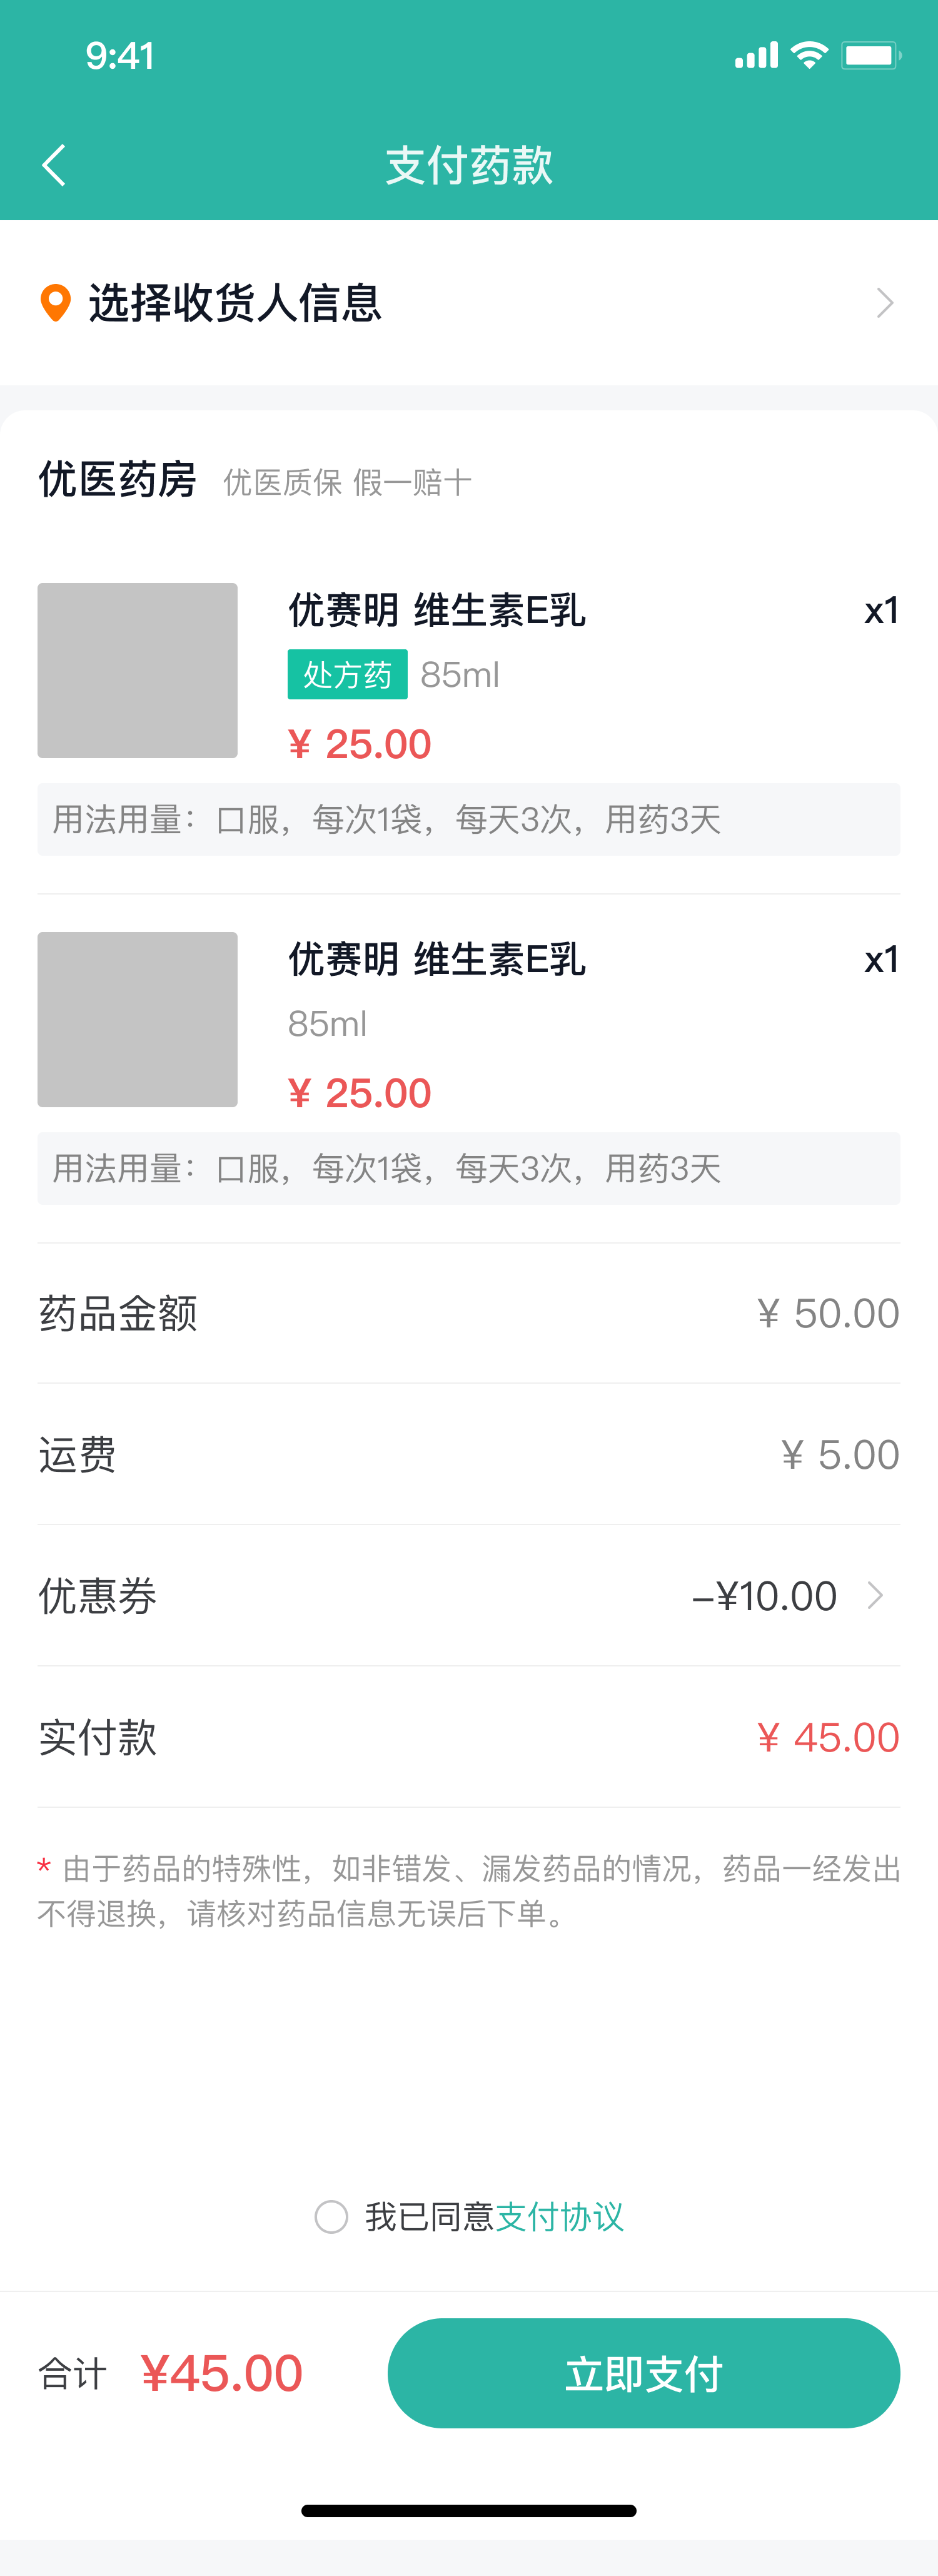 9:41
支付药款
选择收货人信息
优医药房 优医质保 假一赔十
优赛明 维生素E乳 x1
处方药 85ml
¥ 25.00
用法用量：口服，每次1袋，每天3次，用药3天
优赛明 维生素E乳 x1
85ml
¥ 25.00
用法用量：口服，每次1袋，每天3次，用药3天
药品金额 ¥ 50.00
运费 ¥ 5.00
优惠券 -¥10.00
实付款 ¥ 45.00
* 由于药品的特殊性，如非错发、漏发药品的情况，药品一经发出
不得退换，请核对药品信息无误后下单。
我已同意支付协议
合计 ¥45.00 立即支付